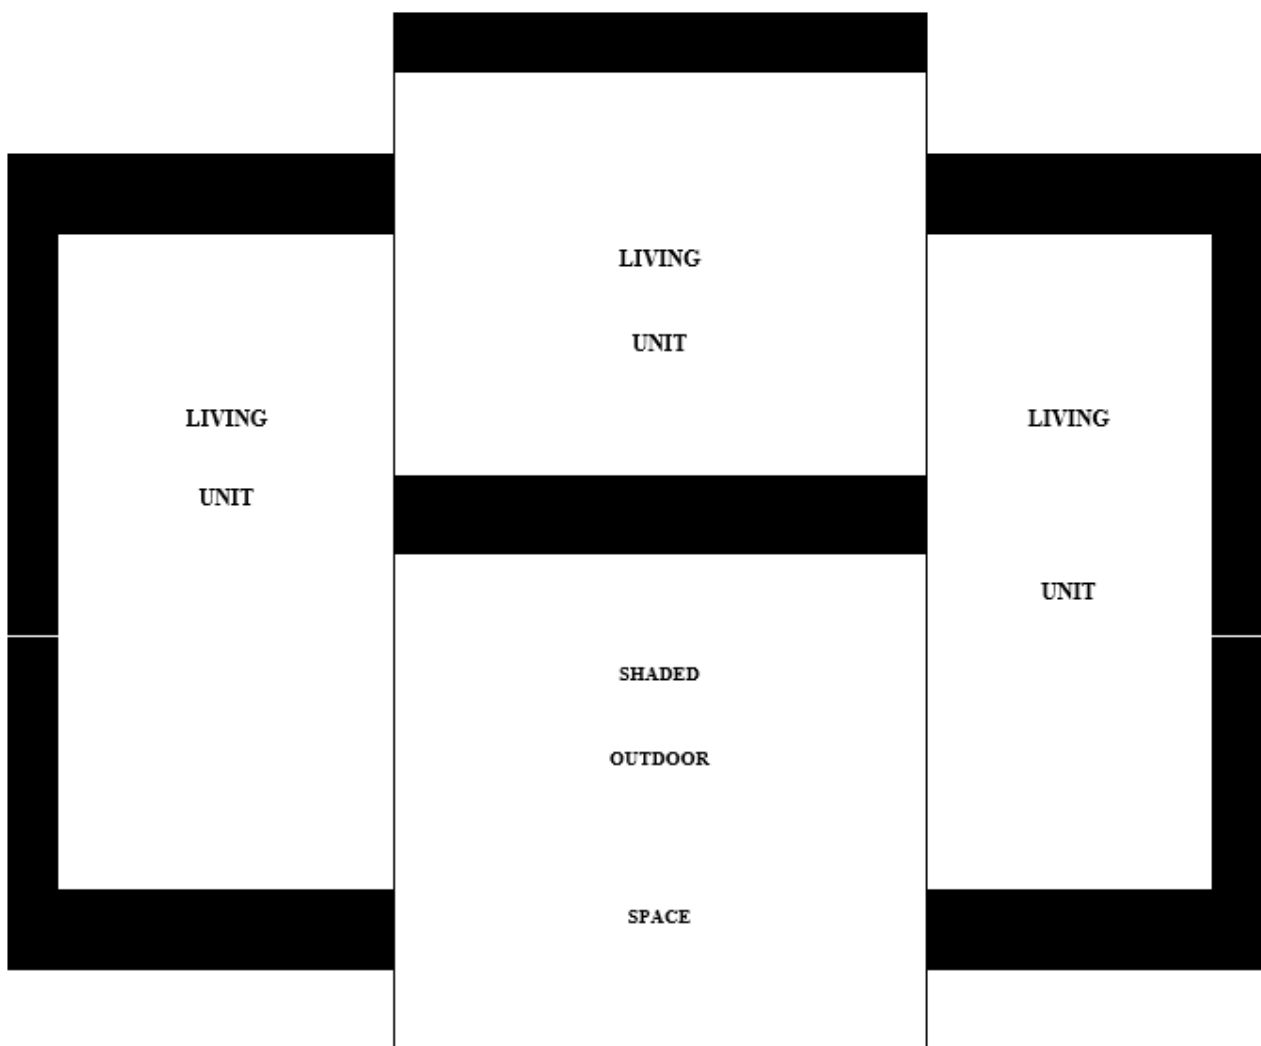 LIVING
UNIT
LIVING
UNIT
LIVING
UNIT
SHADED
OUTDOOR
SPACE